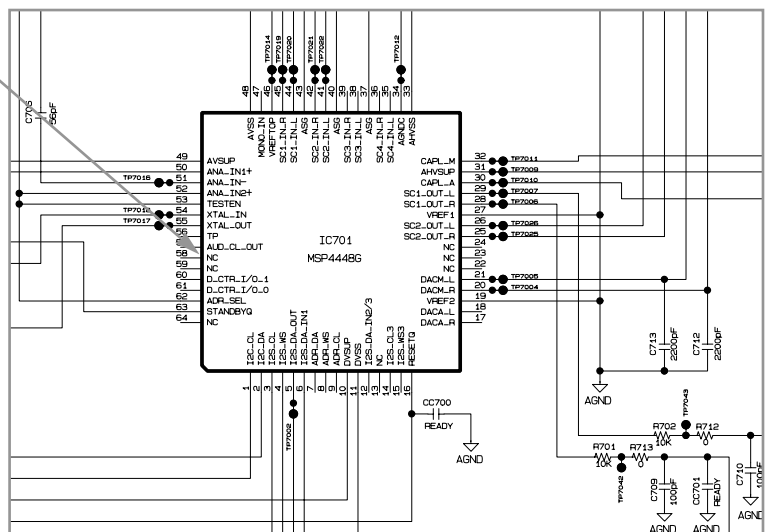 TP7014
TP7019
TP7020
TP7021
TP7022
TP7012
48
47
46
45
44
43
42
41
40
39
38
37
36
35
34
33
C706
56pF
AVSS
MONO_IN
VREFTOP
SC1_IN_R
SC1_IN_L
ASG
SC2_IN_R
SC2_IN_L
ASG
SC3_IN_R
SC3_IN_L
ASG
SC4_IN_R
SC4_IN_L
AGNDC
AHVSS
49 AVSUP
50 ANA_IN1+
TP7016 51 ANA_IN-
52 ANA_IN2+
53 TESTEN
54 XTAL_IN
TP7017 55 XTAL_OUT
56 TP
AUD_CL_OUT
58 NC
59 NC
60 D_CTR_I/O_1
61 D_CTR_I/O_0
62 ADR_SEL
63 STANDBYQ
64 NC
IC701
MSP4448G
CAPL_M 32 TP7011
AHVSUP 31 TP7009
CAPL_A 30 TP7010
SC1_OUT_L 29 TP7007
SC1_OUT_R 28 TP7006
VREF1 27
SC2_OUT_L 26 TP7026
SC2_OUT_R 25 TP7025
NC 24
NC 23
NC 22
DACM_L 21 TP7005
DACM_R 20 TP7004
VREF2 19
DACA_L 18
DACA_R 17
I2C_CL
I2C_DA
I2S_CL
I2S_WS
I2S_DA_OUT
I2S_DA_IN1
ADR_DA
ADR_WS
ADR_CL
DVSUP
DVSS
I2S_DA_IN2/3
NC
I2S_CL3
I2S_WS3
RESETQ
1
2
3
4
5
6
7
8
9
10
11
12
13
14
15
16
TP7002
CC700
READY
AGND
C713
2200pF
C712
2200pF
AGND
TP7043
R702
10K
R712
0
R701
10K
R713
0
TP7042
C709
100pF
CC701
READY
C710
AGND
AGND
AGND